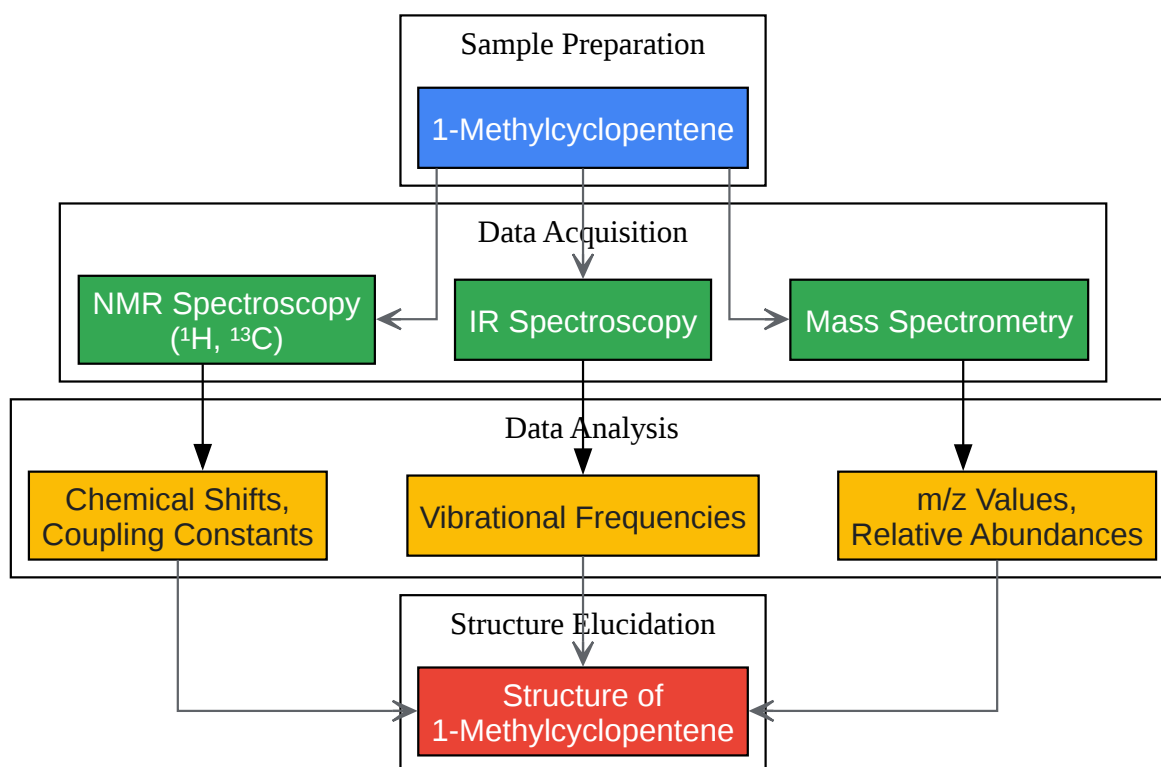 Sample Preparation
1-Methylcyclopentene
Data Acquisition
NMR Spectroscopy
(¹H, ¹³C)
IR Spectroscopy
Mass Spectrometry
Data Analysis
Chemical Shifts,
Coupling Constants
Vibrational Frequencies
m/z Values,
Relative Abundances
Structure Elucidation
Structure of
1-Methylcyclopentene